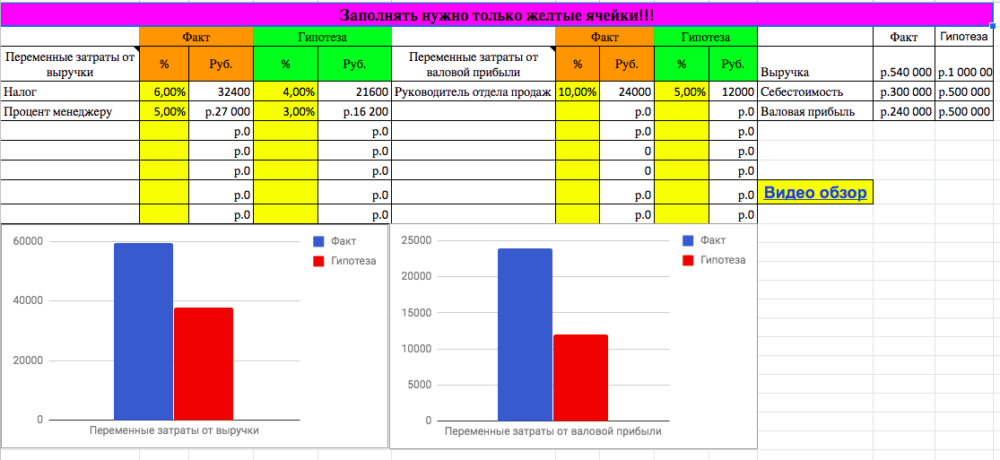 Заполнять нужно только желтые ячейки!!!
Факт Гипотеза Факт Гипотеза Факт Гипотеза
Переменные затраты от выручки % Руб. % Руб. Переменные затраты от валовой прибыли % Руб. % Руб. Выручка р.540 000 р.1 000 00
Налог 6,00% 32400 4,00% 21600 Руководитель отдела продаж 10,00% 24000 5,00% 12000 Себестоимость р.300 000 р.500 000
Процент менеджеру 5,00% р.27 000 3,00% р.16 200 р.0 р.0 Валовая прибыль р.240 000 р.500 000
р.0 р.0 р.0 р.0
р.0 р.0 0 р.0
р.0 р.0 0 р.0
р.0 р.0 р.0 р.0 Видео обзор
р.0 р.0 р.0 р.0
60000
40000
20000
0
Факт
Гипотеза
Переменные затраты от выручки
25000
20000
15000
10000
5000
0
Факт
Гипотеза
Переменные затраты от валовой прибыли